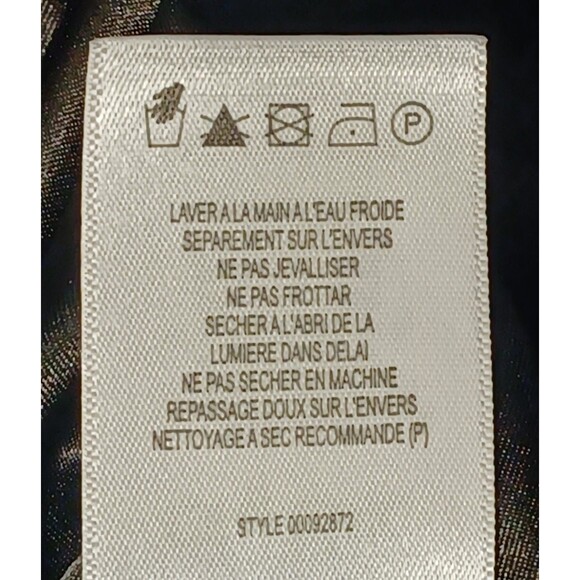 P
LAVER A LA MAIN A L'EAU FROIDE
SEPAREMENT SUR L'ENVERS
NE PAS JEVALLISER
NE PAS FROTTAR
SECHER A L'ABRI DE LA
LUMIERE DANS DELAI
NE PAS SECHER EN MACHINE
REPASSAGE DOUX SUR L'ENVERS
NETTOYAGE A SEC RECOMMANDE (P)
STYLE 00092872